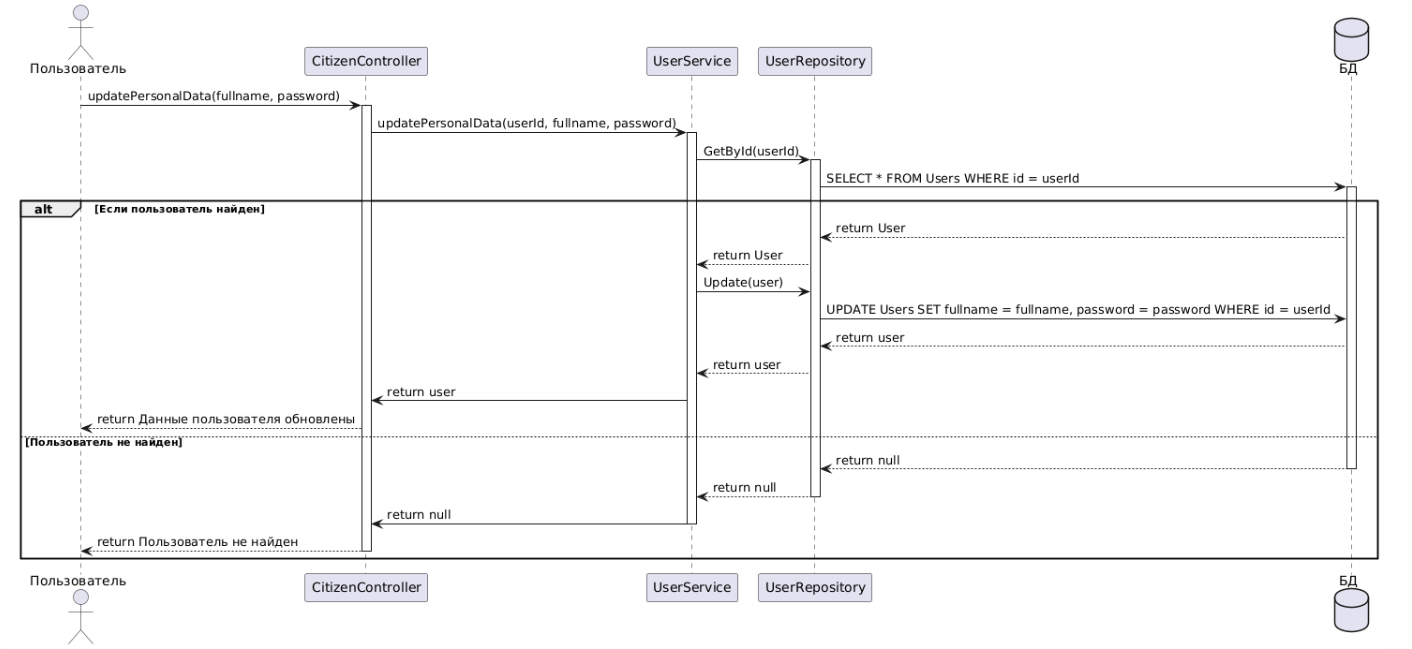 Пользователь
CitizenController
UserService
UserRepository
БД
updatePersonalData(fullname, password)
updatePersonalData(userId, fullname, password)
GetById(userId)
SELECT * FROM Users WHERE id = userId
alt
[Если пользователь найден]
return User
return User
Update(user)
UPDATE Users SET fullname = fullname, password = password WHERE id = userId
return user
return user
return user
return Данные пользователя обновлены
[Пользователь не найден]
return null
return null
return null
return Пользователь не найден
Пользователь
CitizenController
UserService
UserRepository
БД